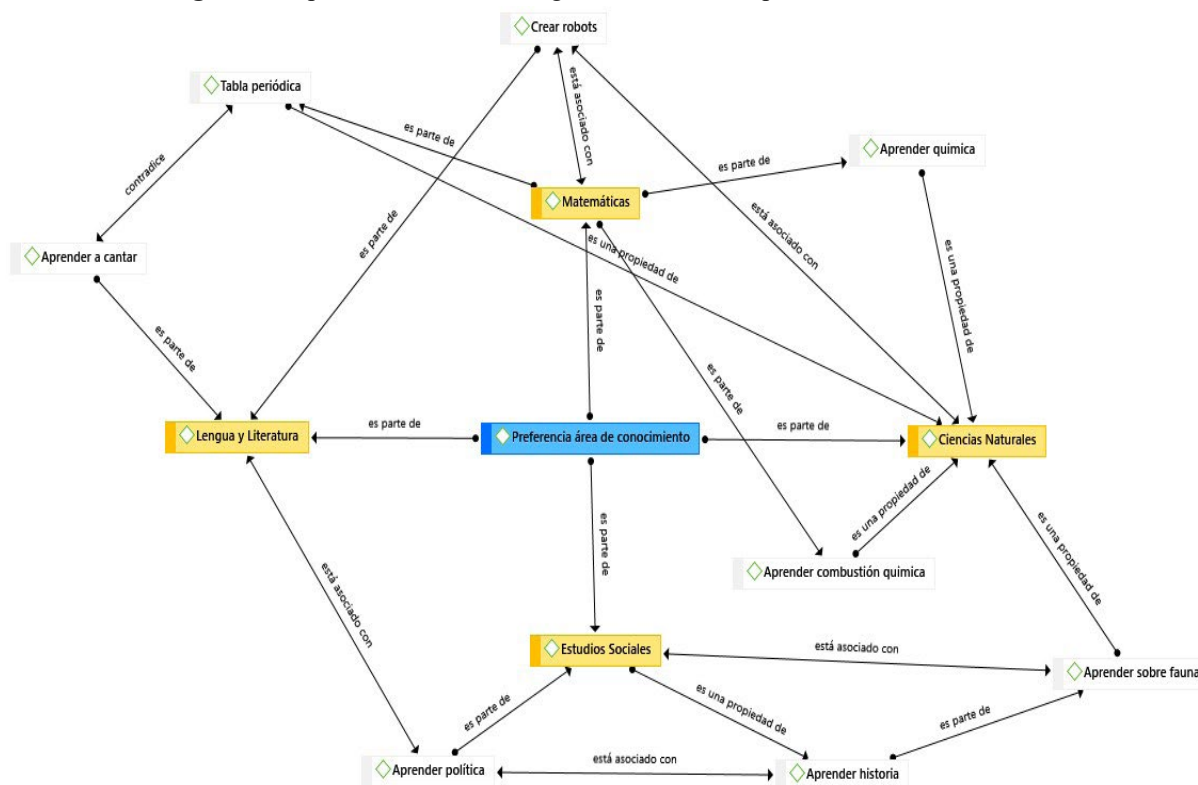 Crear robots
Tabla periódica
está asociado con
es parte de
Aprender quimica
contradice
es parte de
Matemáticas
está asociado con
es parte de
es una propiedad de
Aprender a cantar
es una propiedad de
es parte de
es parte de
es parte de
Lengua y Literatura
es parte de
Preferencia área de conocimiento
es parte de
Ciencias Naturales
es una propiedad de
es parte de
Aprender combustión quimica
es una propiedad de
está asociado con
Estudios Sociales
está asociado con
Aprender sobre fauna
es parte de
es una propiedad de
es parte de
Aprender política
está asociado con
Aprender historia